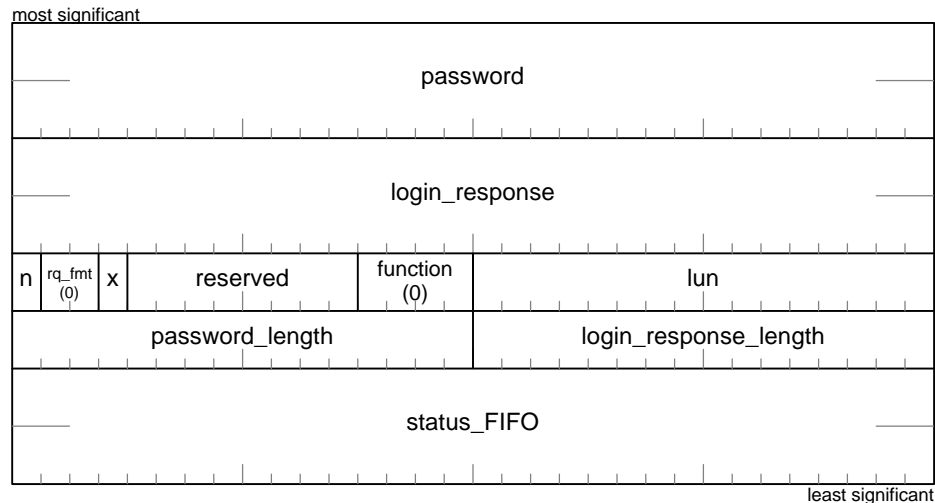 most significant
password
login_response
n rq_fmt x reserved function lun
(0) (0)
password_length login_response_length
status_FIFO
least significant